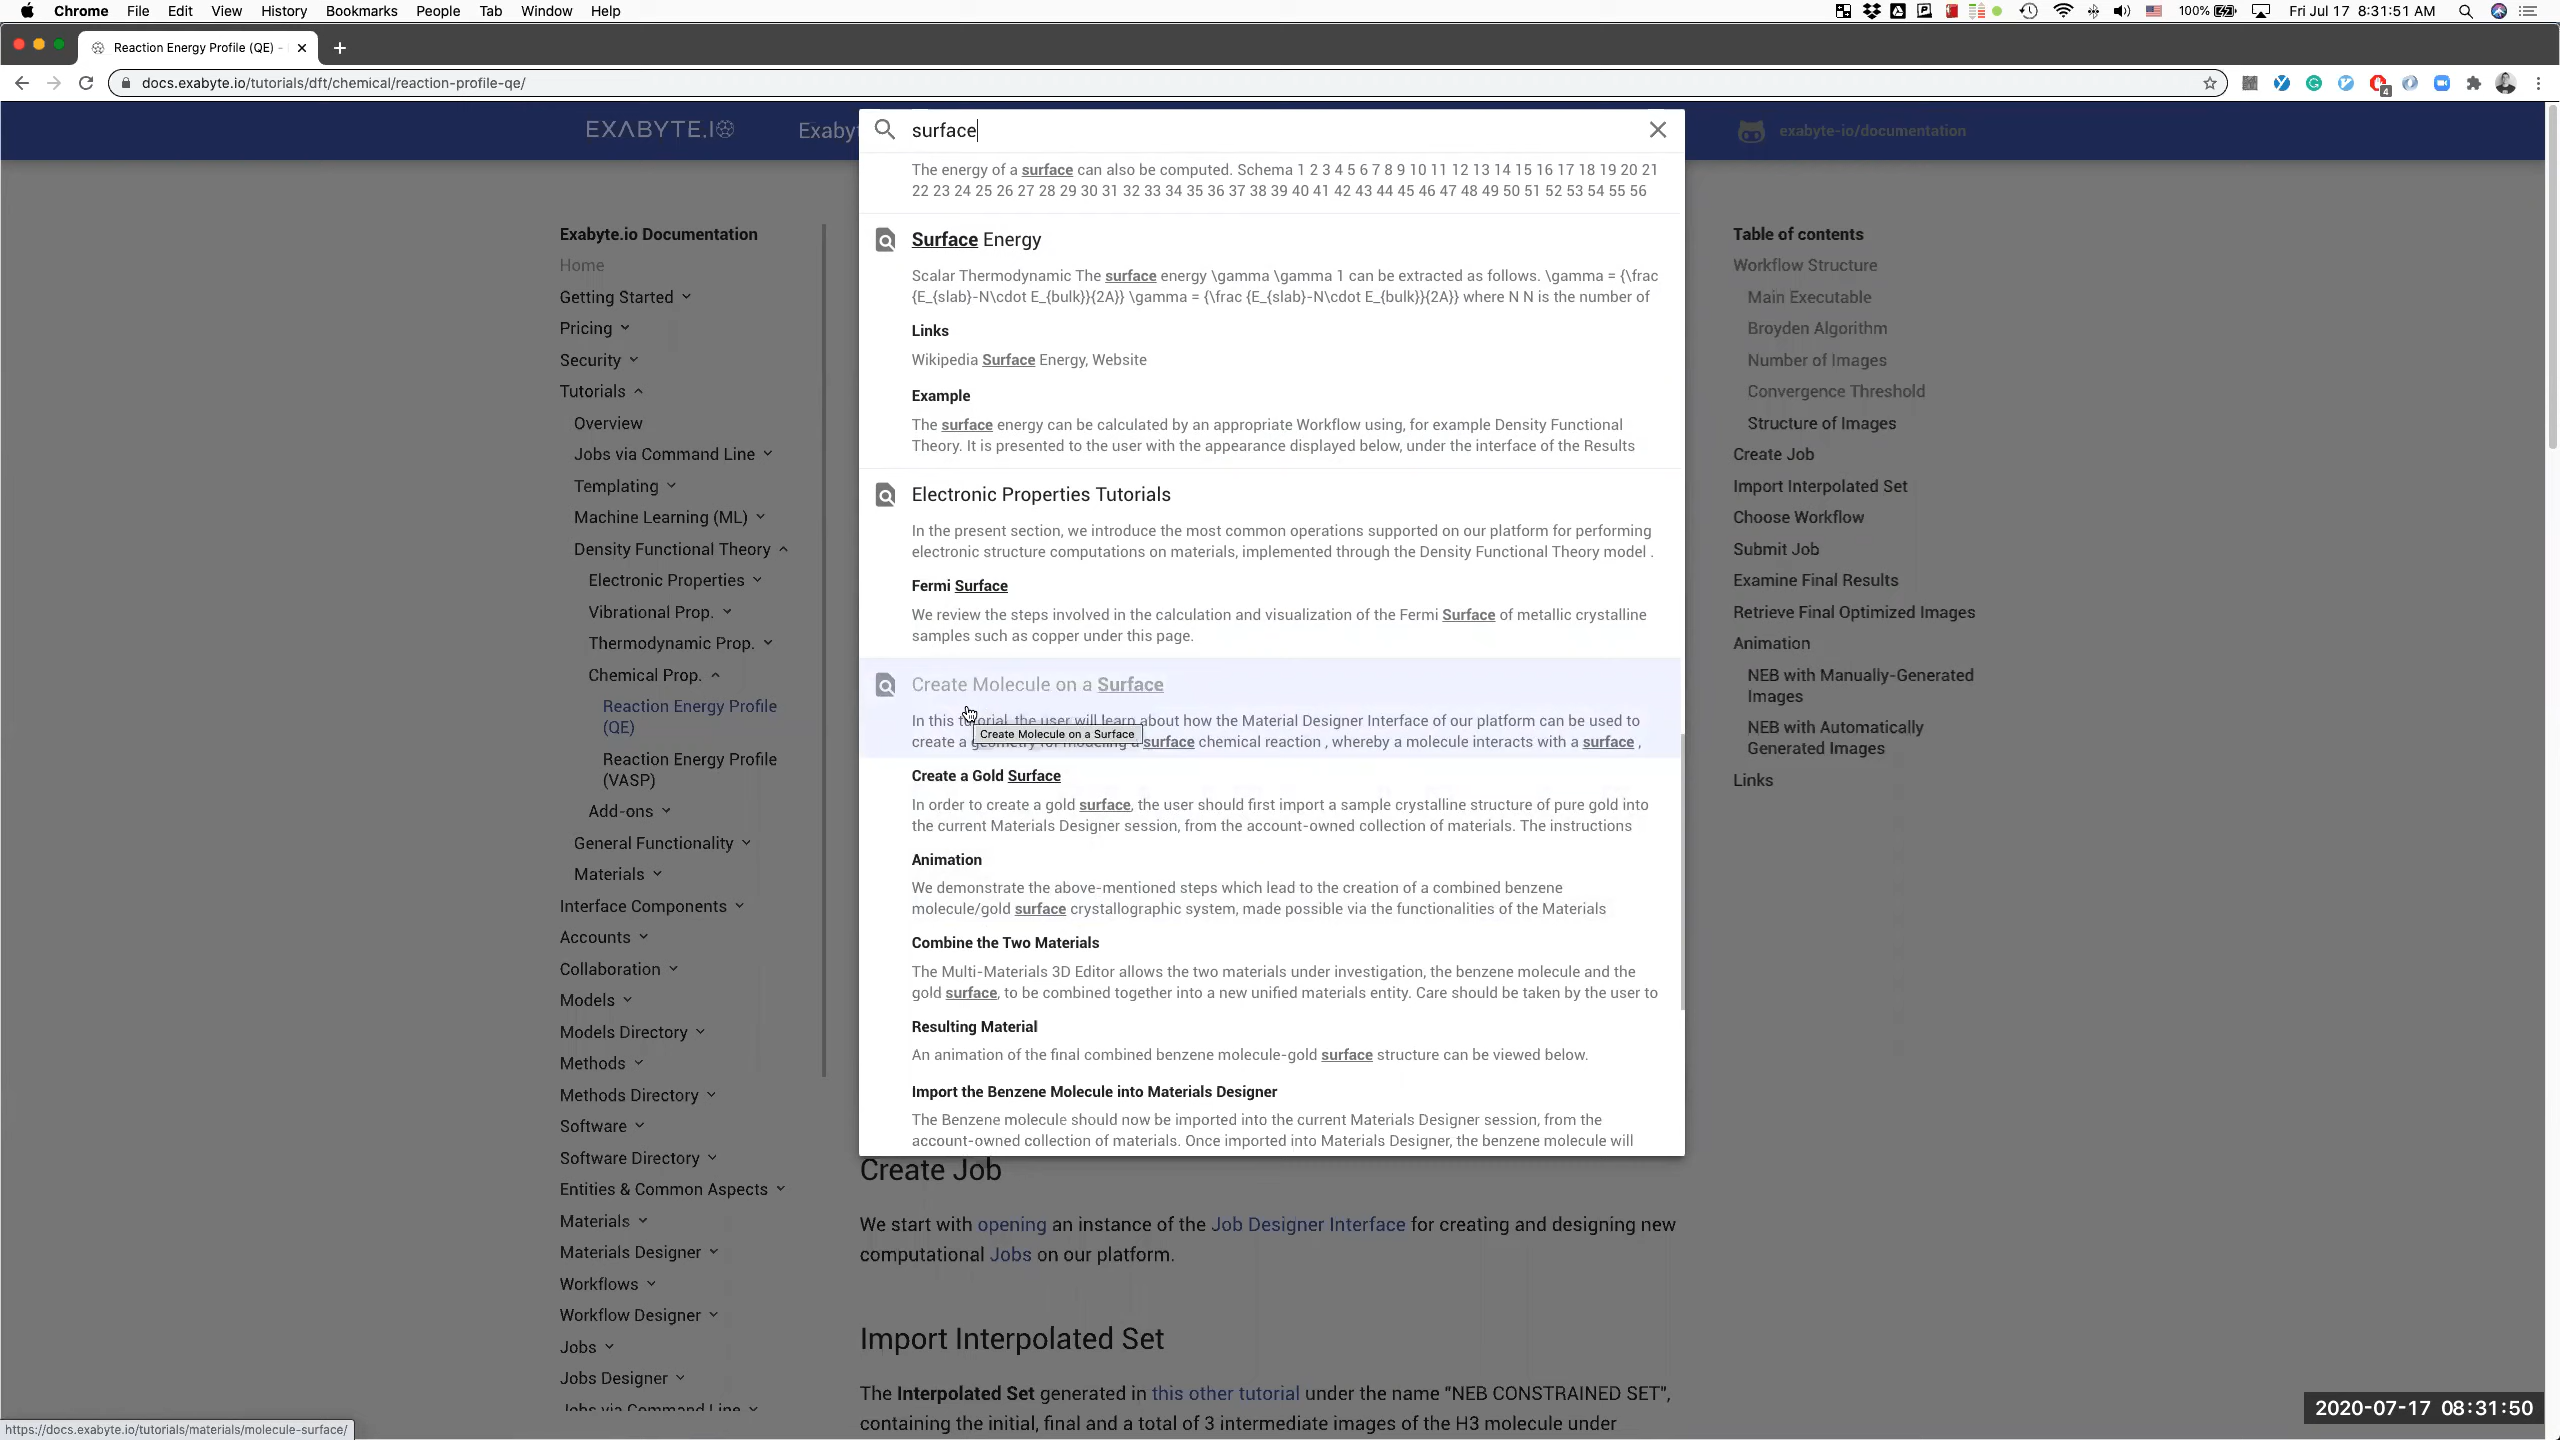 Chrome File Edit View History Bookmarks People Tab Window Help
100% Fri Jul 17 8:31:51 AM
Reaction Energy Profile (QE) -
docs.exabyte.io/tutorials/dft/chemical/reaction-profile-qe/
4
EXABYTE.IO
Exaby
surface
exabyte-io/documentation
Exabyte.io Documentation
Home
Getting Started
Pricing
Security
Tutorials
Overview
Jobs via Command Line
Templating
Machine Learning (ML)
Density Functional Theory
Electronic Properties
Vibrational Prop.
Thermodynamic Prop.
Chemical Prop.
Reaction Energy Profile
(QE)
Reaction Energy Profile
(VASP)
Add-ons
General Functionality
Materials
Interface Components
Accounts
Collaboration
Models
Models Directory
Methods
Methods Directory
Software
Software Directory
Entities & Common Aspects
Materials
Materials Designer
Workflows
Workflow Designer
Jobs
Jobs Designer
Jobs via Command Line
The energy of a surface can also be computed. Schema 1 2 3 4 5 6 7 8 9 10 11 12 13 14 15 16 17 18 19 20 21
22 23 24 25 26 27 28 29 30 31 32 33 34 35 36 37 38 39 40 41 42 43 44 45 46 47 48 49 50 51 52 53 54 55 56
Surface Energy
Scalar Thermodynamic The surface energy \gamma \gamma 1 can be extracted as follows. \gamma = {\frac
{E_{slab}-N\cdot E_{bulk}}{2A}} \gamma = {\frac {E_{slab}-N\cdot E_{bulk}}{2A}} where N N is the number of
Links
Wikipedia Surface Energy, Website
Example
The surface energy can be calculated by an appropriate Workflow using, for example Density Functional
Theory. It is presented to the user with the appearance displayed below, under the interface of the Results
Electronic Properties Tutorials
In the present section, we introduce the most common operations supported on our platform for performing
electronic structure computations on materials, implemented through the Density Functional Theory model .
Fermi Surface
We review the steps involved in the calculation and visualization of the Fermi Surface of metallic crystalline
samples such as copper under this page.
Create Molecule on a Surface
In this tutorial, the user will learn about how the Material Designer Interface of our platform can be used to
create a geometry for modeling a surface chemical reaction , whereby a molecule interacts with a surface ,
Create Molecule on a Surface
Create a Gold Surface
In order to create a gold surface, the user should first import a sample crystalline structure of pure gold into
the current Materials Designer session, from the account-owned collection of materials. The instructions
Animation
We demonstrate the above-mentioned steps which lead to the creation of a combined benzene
molecule/gold surface crystallographic system, made possible via the functionalities of the Materials
Combine the Two Materials
The Multi-Materials 3D Editor allows the two materials under investigation, the benzene molecule and the
gold surface, to be combined together into a new unified materials entity. Care should be taken by the user to
Resulting Material
An animation of the final combined benzene molecule-gold surface structure can be viewed below.
Import the Benzene Molecule into Materials Designer
The Benzene molecule should now be imported into the current Materials Designer session, from the
account-owned collection of materials. Once imported into Materials Designer, the benzene molecule will
Create Job
We start with opening an instance of the Job Designer Interface for creating and designing new
computational Jobs on our platform.
Import Interpolated Set
The Interpolated Set generated in this other tutorial under the name "NEB CONSTRAINED SET",
containing the initial, final and a total of 3 intermediate images of the H3 molecule under
Table of contents
Workflow Structure
Main Executable
Broyden Algorithm
Number of Images
Convergence Threshold
Structure of Images
Create Job
Import Interpolated Set
Choose Workflow
Submit Job
Examine Final Results
Retrieve Final Optimized Images
Animation
NEB with Manually-Generated
Images
NEB with Automatically
Generated Images
Links
https://docs.exabyte.io/tutorials/materials/molecule-surface/
2020-07-17 08:31:50